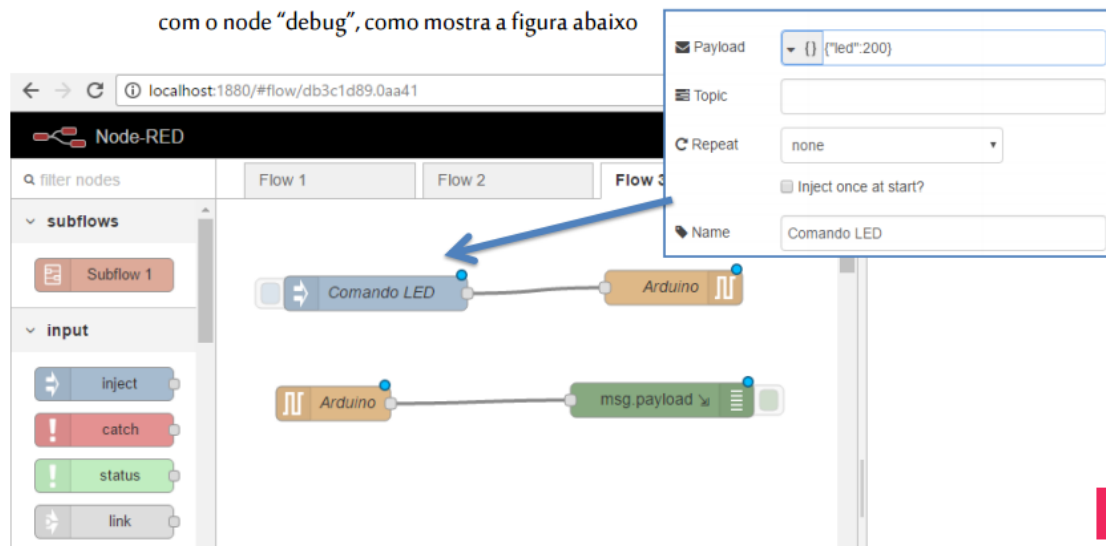 com o node “debug”, como mostra a figura abaixo
Payload
{} {"led":200}
Topic
Repeat
none
Inject once at start?
Name
Comando LED
localhost:1880/#flow/db3c1d89.0aa41
Node-RED
filter nodes
Flow 1
Flow 2
Flow 3
subflows
Subflow 1
input
inject
catch
status
link
Comando LED
Arduino
Arduino
msg.payload